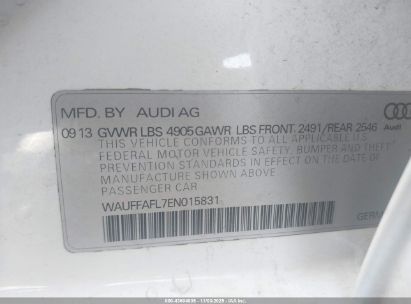 MFD. BY AUDI AG
09 13 GVWR LBS 4905 GAWR LBS FRONT 2491/REAR 2546
Audi
THIS VEHICLE CONFORMS TO ALL APPLICABLE U.S.
FEDERAL MOTOR VEHICLE SAFETY, BUMPER AND THEFT
PREVENTION STANDARDS IN EFFECT ON THE DATE OF
MANUFACTURE SHOWN ABOVE
PASSENGER CAR
WAUFFAFL7EN015831
GER